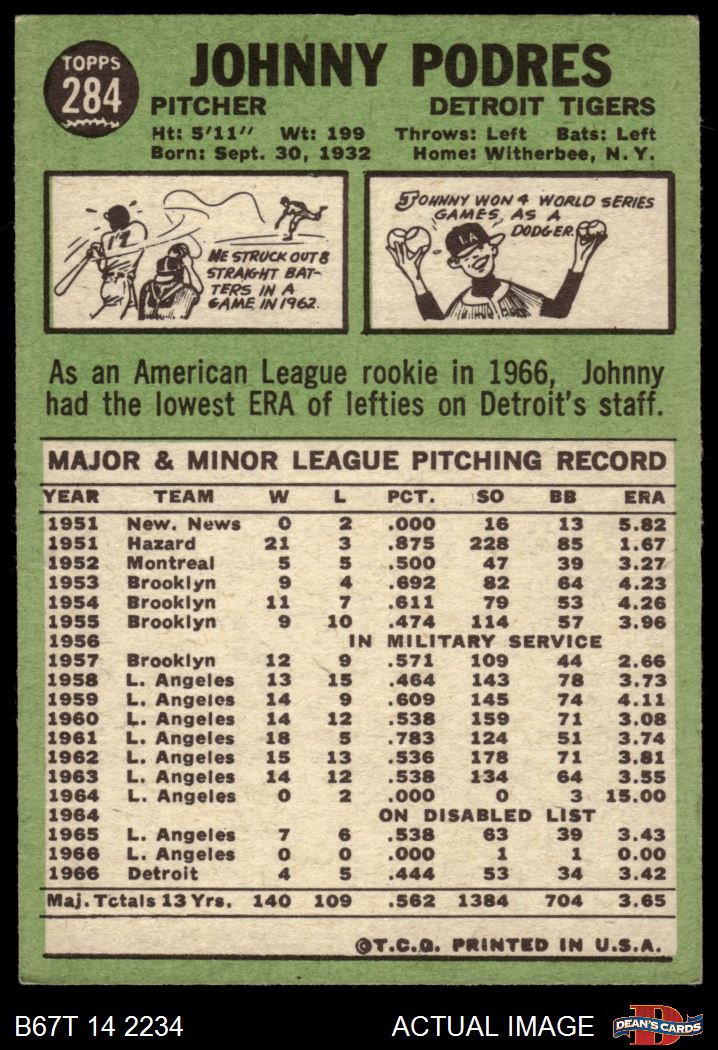 TOPPS
284
JOHNNY PODRES
PITCHER DETROIT TIGERS
Ht: 5'11" Wt: 199 Throws: Left Bats: Left
Born: Sept. 30, 1932 Home: Witherbee, N. Y.
17
HE STRUCK OUT 8
STRAIGHT BAT-
TERS IN A
GAME IN 1962.
JOHNNY WON 4 WORLD SERIES
GAMES, AS A
DODGER.
LA
As an American League rookie in 1966, Johnny
had the lowest ERA of lefties on Detroit's staff.
MAJOR & MINOR LEAGUE PITCHING RECORD
YEAR TEAM W L PCT. SO BB ERA
1951 New. News 0 2 .000 16 13 5.82
1951 Hazard 21 3 .875 228 85 1.67
1952 Montreal 5 5 .500 47 39 3.27
1953 Brooklyn 9 4 .692 82 64 4.23
1954 Brooklyn 11 7 .611 79 53 4.26
1955 Brooklyn 9 10 .474 114 57 3.96
1956 IN MILITARY SERVICE
1957 Brooklyn 12 9 .571 109 44 2.66
1958 L. Angeles 13 15 .464 143 78 3.73
1959 L. Angeles 14 9 .609 145 74 4.11
1960 L. Angeles 14 12 .538 159 71 3.08
1961 L. Angeles 18 5 .783 124 51 3.74
1962 L. Angeles 15 13 .536 178 71 3.81
1963 L. Angeles 14 12 .538 134 64 3.55
1964 L. Angeles 0 2 .000 0 3 15.00
1964 ON DISABLED LIST
1965 L. Angeles 7 6 .538 63 39 3.43
1966 L. Angeles 0 0 .000 1 1 0.00
1966 Detroit 4 5 .444 53 34 3.42
Maj. Totals 13 Yrs. 140 109 .562 1384 704 3.65
©T.C.G. PRINTED IN U.S.A.
B67T 14 2234 ACTUAL IMAGE
D
DEAN'S CARDS